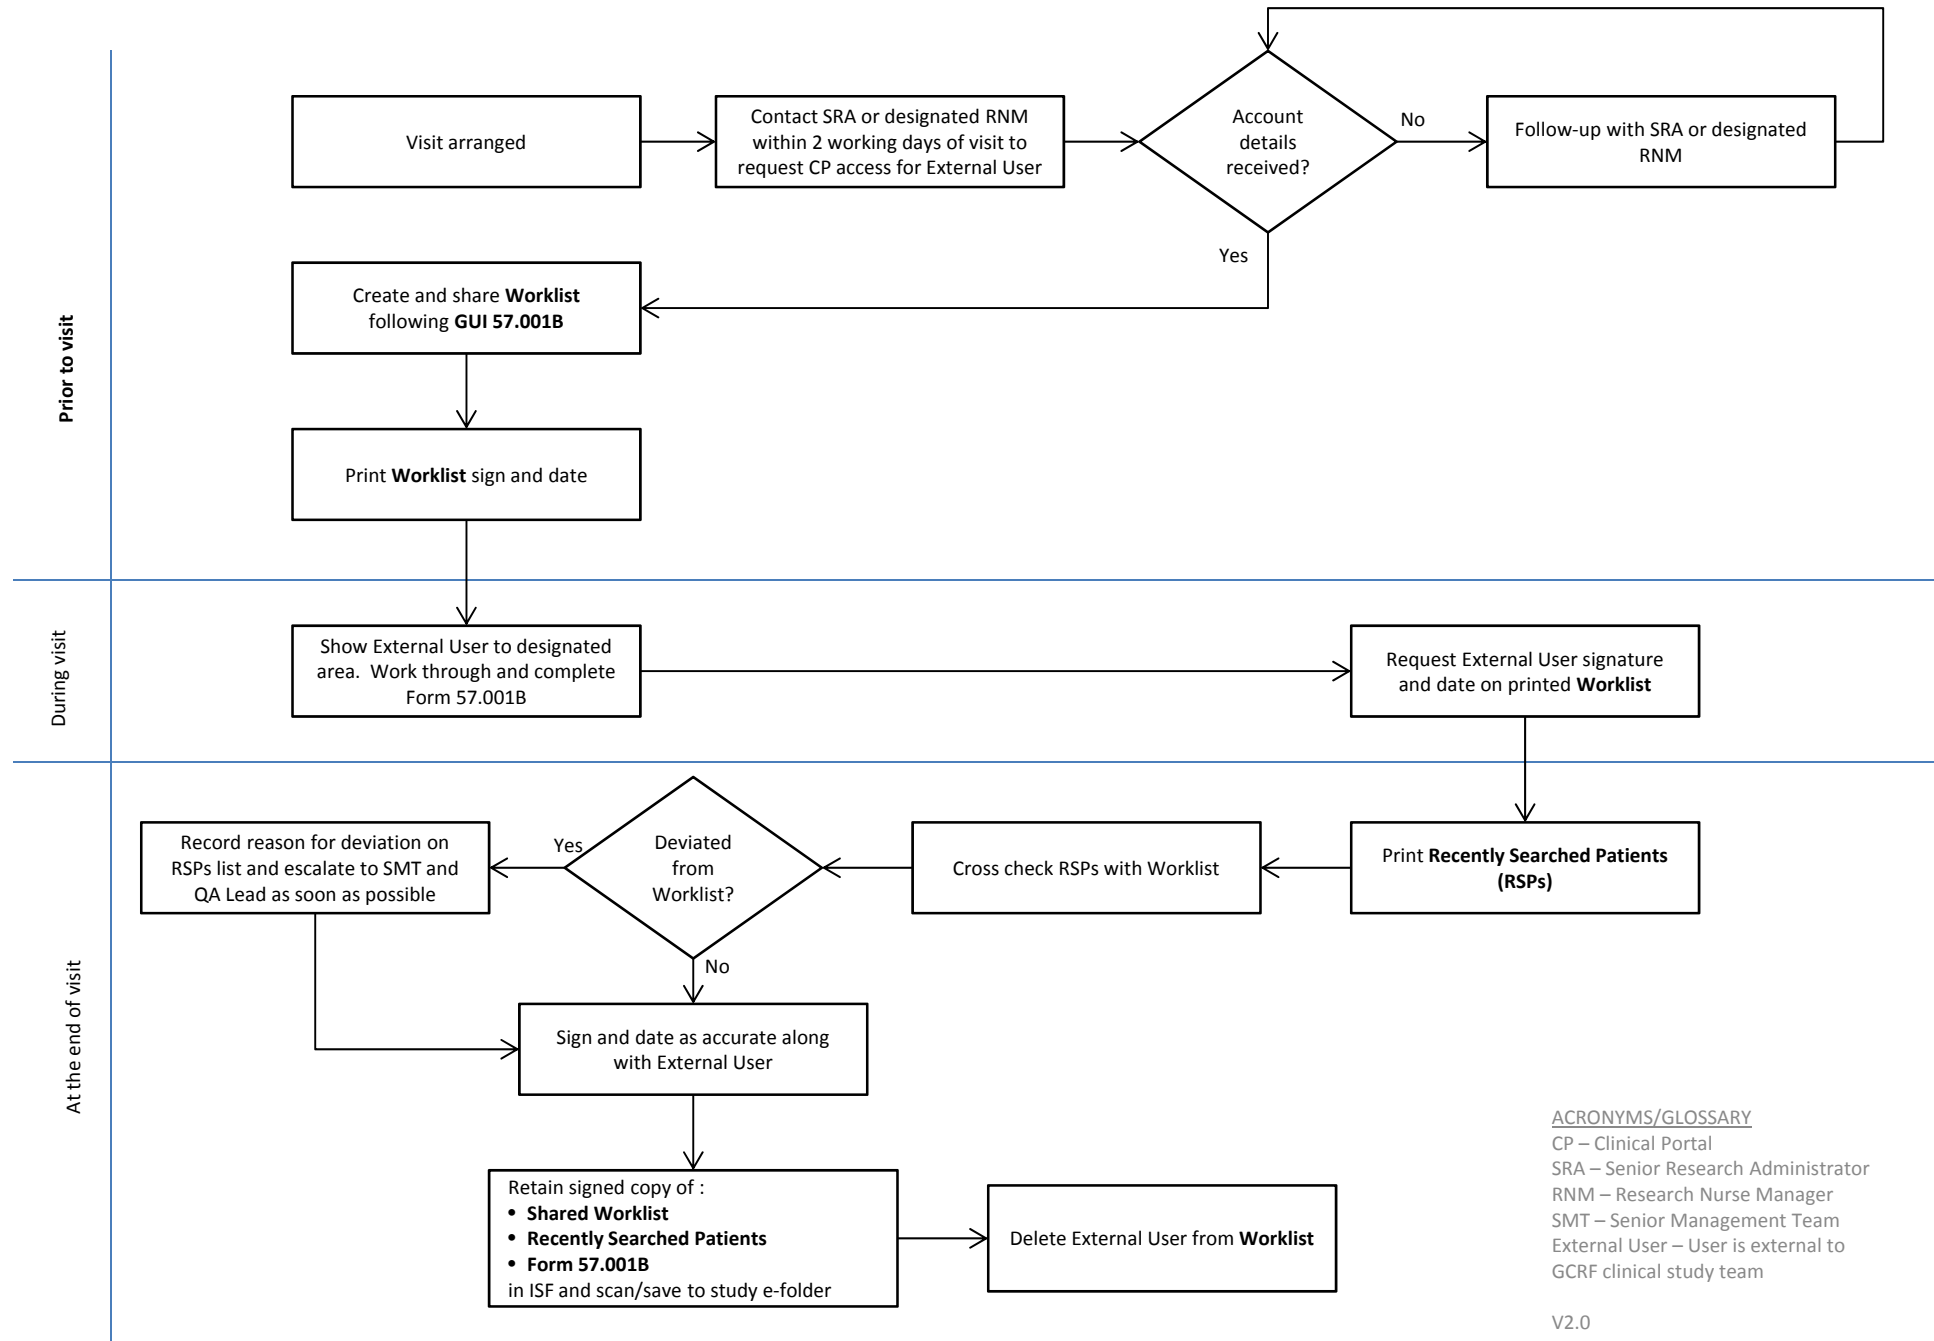 Prior to visit
Visit arranged
Contact SRA or designated RNM
within 2 working days of visit to
request CP access for External User
Account
details
received?
No
Follow-up with SRA or designated
RNM
Yes
Create and share Worklist
following GUI 57.001B
Print Worklist sign and date
During visit
Show External User to designated
area.  Work through and complete
Form 57.001B
Request External User signature
and date on printed Worklist
At the end of visit
Print Recently Searched Patients
(RSPs)
Cross check RSPs with Worklist
Deviated
from
Worklist?
Yes
Record reason for deviation on
RSPs list and escalate to SMT and
QA Lead as soon as possible
No
Sign and date as accurate along
with External User
Retain signed copy of :
• Shared Worklist
• Recently Searched Patients
• Form 57.001B
in ISF and scan/save to study e-folder
Delete External User from Worklist
ACRONYMS/GLOSSARY
CP – Clinical Portal
SRA – Senior Research Administrator
RNM – Research Nurse Manager
SMT – Senior Management Team
External User – User is external to
GCRF clinical study team
V2.0